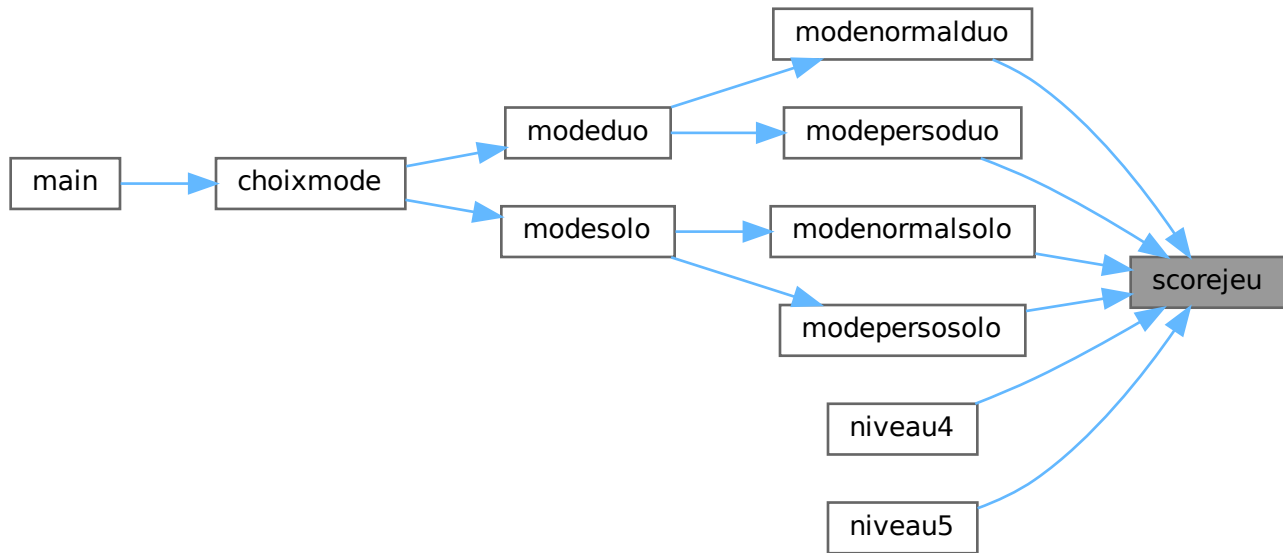 modenormalduo
modeduo
modepersoduo
main
choixmode
modesolo
modenormalsolo
scorejeu
modepersosolo
niveau4
niveau5